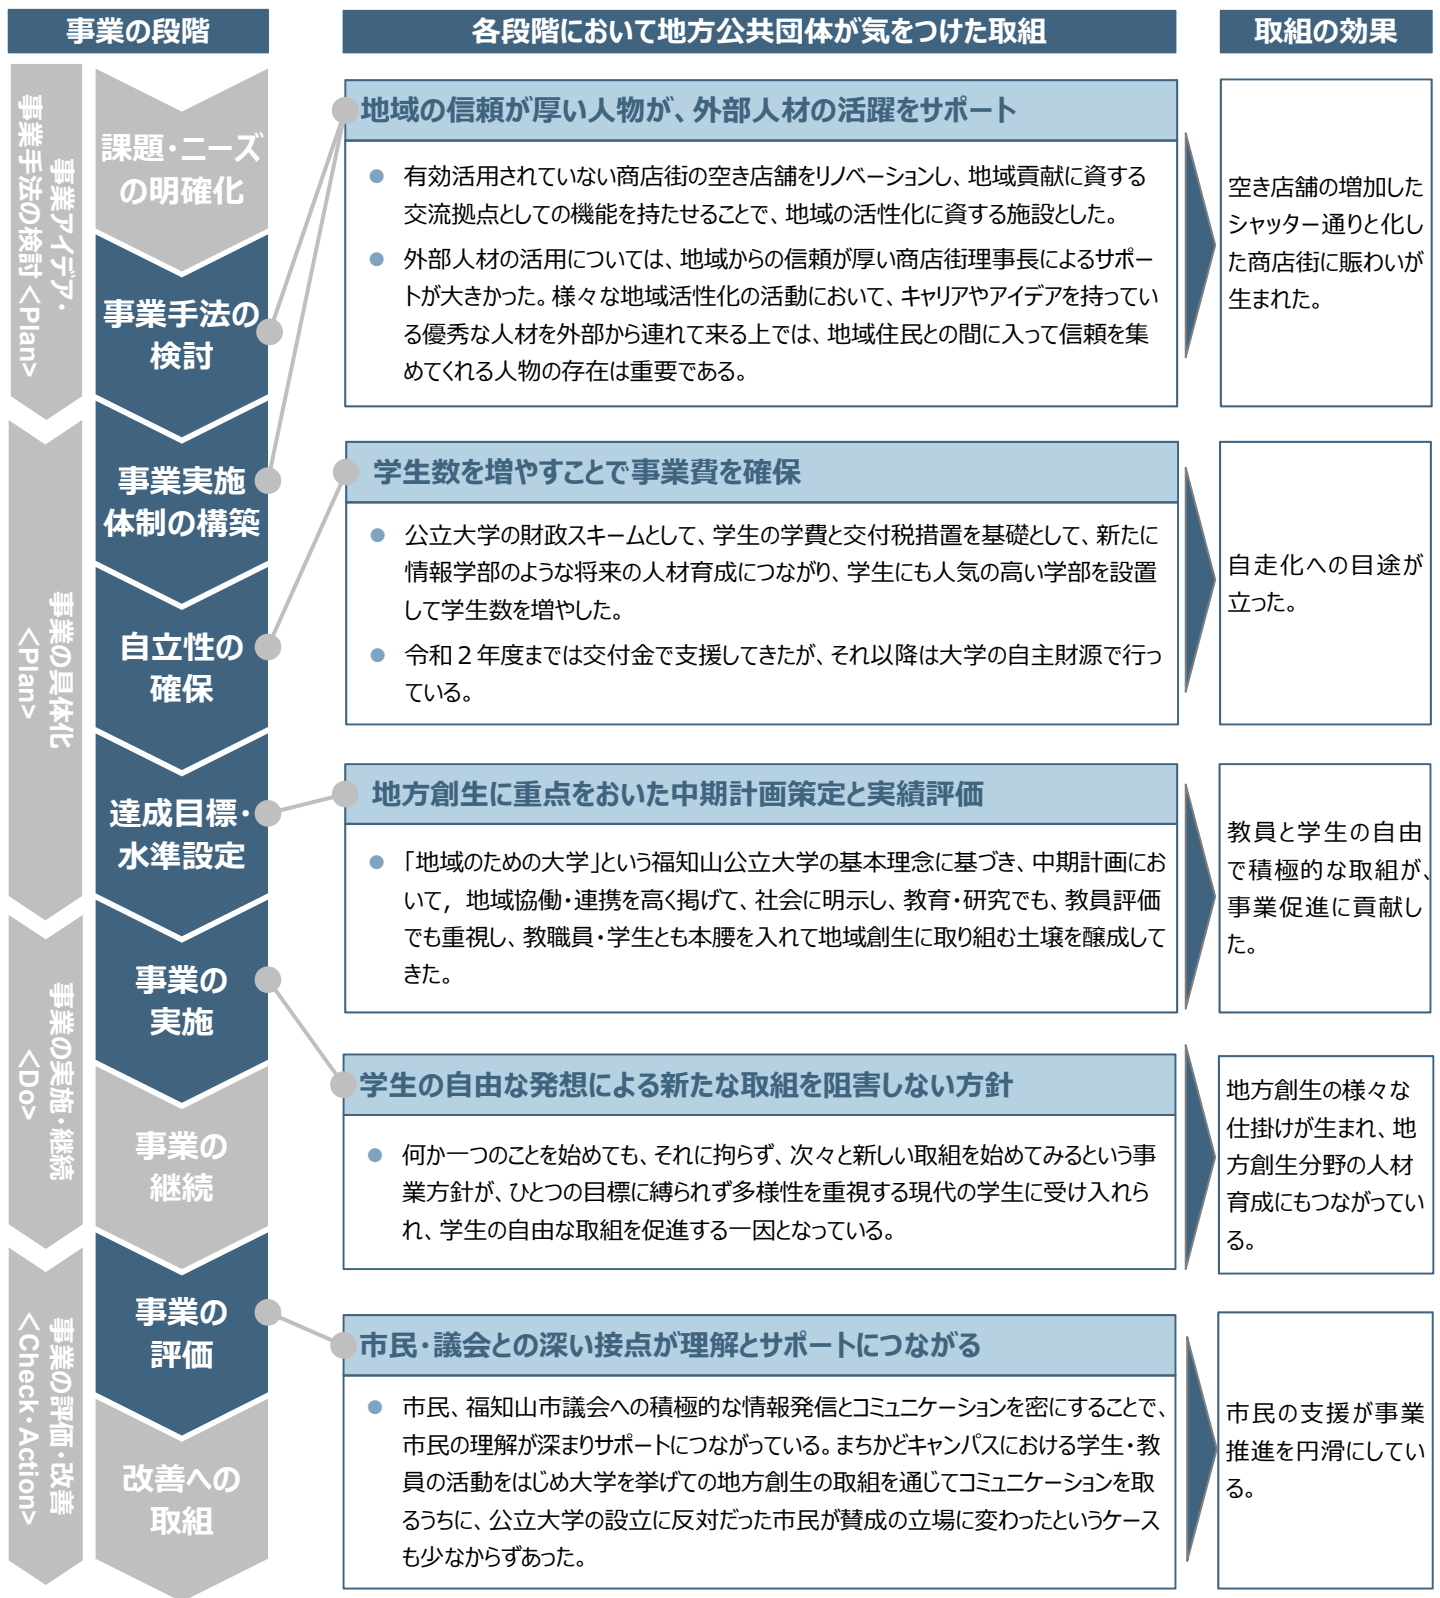 事業の段階
各段階において地方公共団体が気をつけた取組
取組の効果
事業アイデア・
事業手法の検討 <Plan>
事業の具体化
<Plan>
事業の実施・継続
<Do>
事業の評価・改善
<Check・Action>
課題・ニーズ
の明確化
事業手法の
検討
事業実施
体制の構築
自立性の
確保
達成目標・
水準設定
事業の
実施
事業の
継続
事業の
評価
改善への
取組
地域の信頼が厚い人物が、外部人材の活躍をサポート
● 有効活用されていない商店街の空き店舗をリノベーションし、地域貢献に資する
交流拠点としての機能を持たせることで、地域の活性化に資する施設とした。
● 外部人材の活用については、地域からの信頼が厚い商店街理事長によるサポー
トが大きかった。様々な地域活性化の活動において、キャリアやアイデアを持ってい
る優秀な人材を外部から連れて来る上では、地域住民との間に入って信頼を集
めてくれる人物の存在は重要である。
空き店舗の増加した
シャッター通りと化し
た商店街に賑わいが
生まれた。
学生数を増やすことで事業費を確保
● 公立大学の財政スキームとして、学生の学費と交付税措置を基礎として、新たに
情報学部のような将来の人材育成につながり、学生にも人気の高い学部を設置
して学生数を増やした。
● 令和２年度までは交付金で支援してきたが、それ以降は大学の自主財源で行っ
ている。
自走化への目途が
立った。
地方創生に重点をおいた中期計画策定と実績評価
● 「地域のための大学」という福知山公立大学の基本理念に基づき、中期計画にお
いて，地域協働・連携を高く掲げて、社会に明示し、教育・研究でも、教員評価
でも重視し、教職員・学生とも本腰を入れて地域創生に取り組む土壌を醸成して
きた。
教員と学生の自由
で積極的な取組が、
事業促進に貢献し
た。
学生の自由な発想による新たな取組を阻害しない方針
● 何か一つのことを始めても、それに拘らず、次々と新しい取組を始めてみるという事
業方針が、ひとつの目標に縛られず多様性を重視する現代の学生に受け入れら
れ、学生の自由な取組を促進する一因となっている。
地方創生の様々な
仕掛けが生まれ、地
方創生分野の人材
育成にもつながってい
る。
市民・議会との深い接点が理解とサポートにつながる
● 市民、福知山市議会への積極的な情報発信とコミュニケーションを密にすることで、
市民の理解が深まりサポートにつながっている。まちかどキャンパスにおける学生・教
員の活動をはじめ大学を挙げての地方創生の取組を通じてコミュニケーションを取
るうちに、公立大学の設立に反対だった市民が賛成の立場に変わったというケース
も少なからずあった。
市民の支援が事業
推進を円滑にしてい
る。